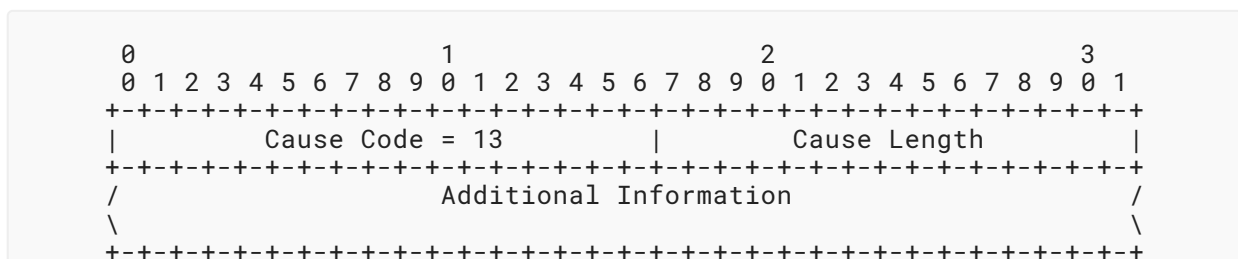 0                   1                   2                   3
 0 1 2 3 4 5 6 7 8 9 0 1 2 3 4 5 6 7 8 9 0 1 2 3 4 5 6 7 8 9 0 1
+-+-+-+-+-+-+-+-+-+-+-+-+-+-+-+-+-+-+-+-+-+-+-+-+-+-+-+-+-+-+-+-+
|         Cause Code = 13         |        Cause Length         |
+-+-+-+-+-+-+-+-+-+-+-+-+-+-+-+-+-+-+-+-+-+-+-+-+-+-+-+-+-+-+-+-+
/                    Additional Information                     /
\                                                               \
+-+-+-+-+-+-+-+-+-+-+-+-+-+-+-+-+-+-+-+-+-+-+-+-+-+-+-+-+-+-+-+-+